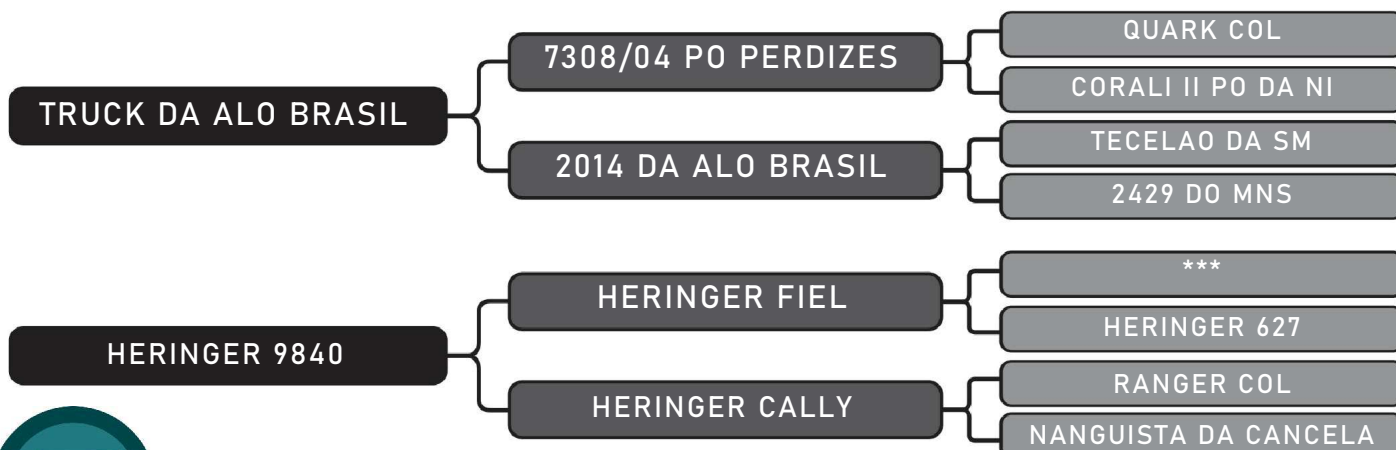 QUARK COL
7308/04 PO PERDIZES
CORALI II PO DA NI
TRUCK DA ALO BRASIL
TECELAO DA SM
2014 DA ALO BRASIL
2429 DO MNS
***
HERINGER FIEL
HERINGER 627
HERINGER 9840
RANGER COL
HERINGER CALLY
NANGUISTA DA CANCELA